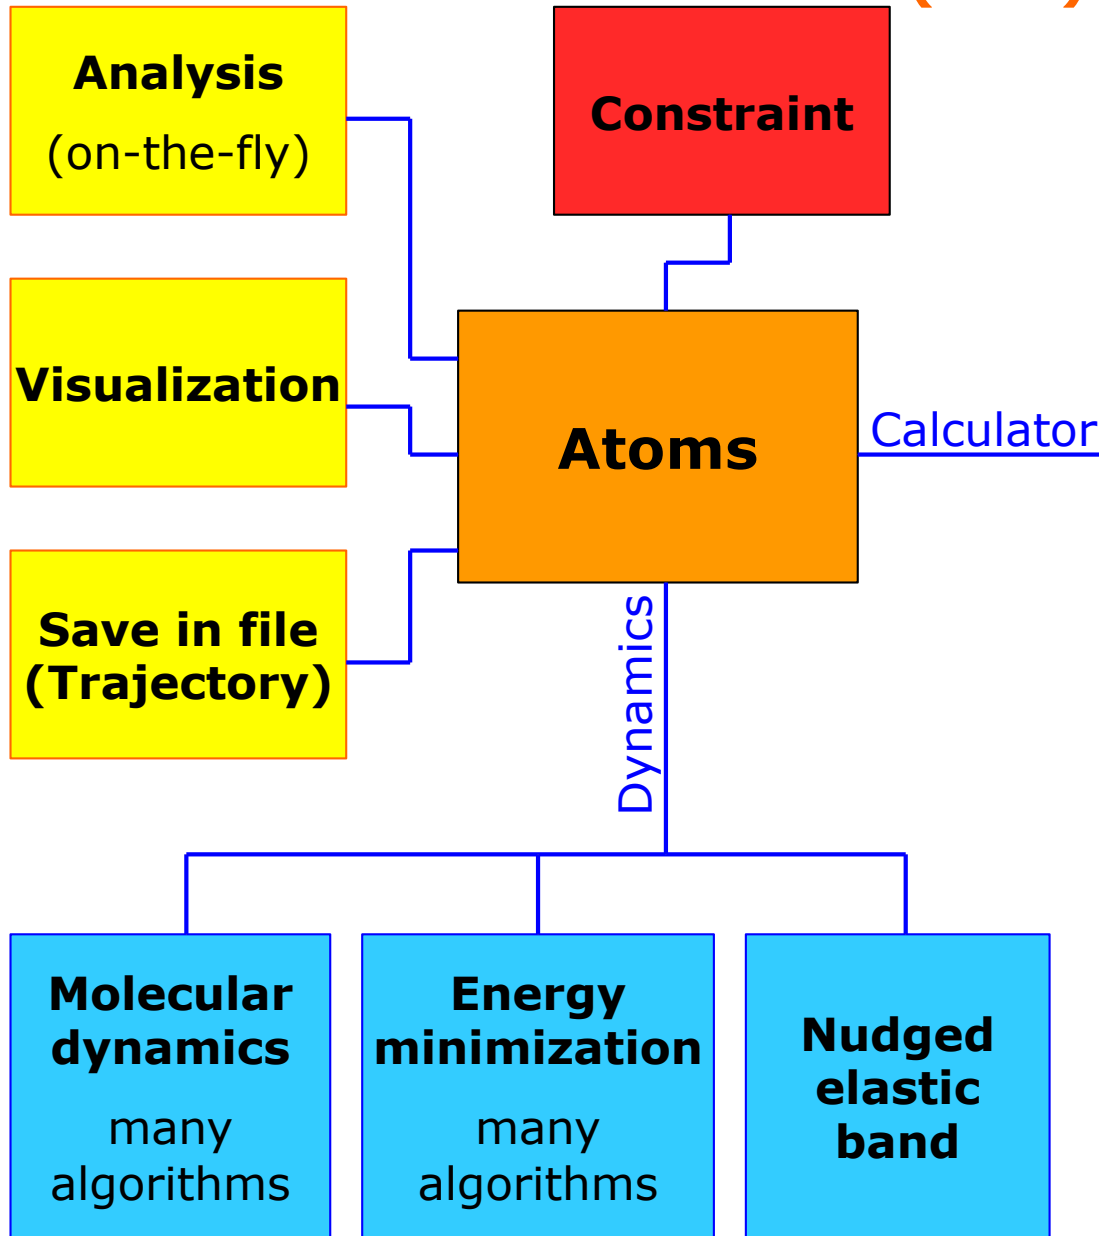 Analysis
(on-the-fly)
Constraint
Visualization
Atoms
Calculator
Save in file
(Trajectory)
Dynamics
Molecular
dynamics
many
algorithms
Energy
minimization
many
algorithms
Nudged
elastic
band